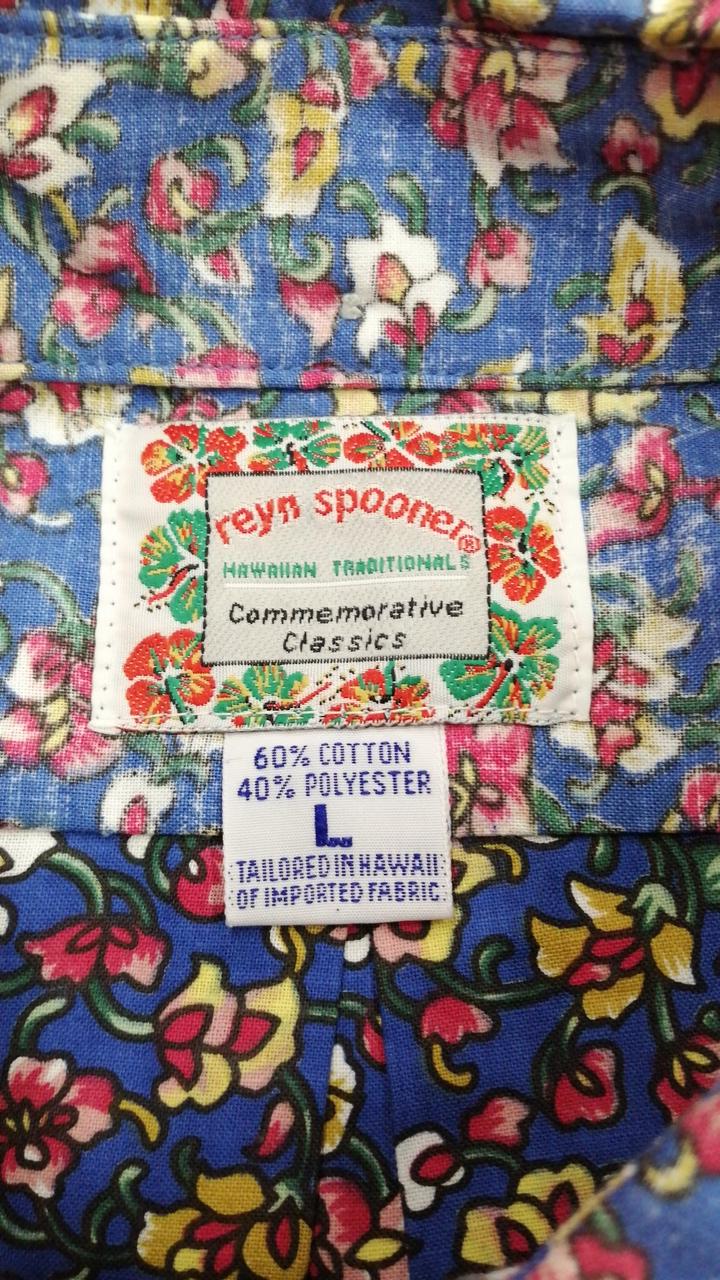 reyn spooner®
HAWAIIAN TRADITIONALS
Commemorative
Classics
60% COTTON
40% POLYESTER
L
TAILORED IN HAWAII
OF IMPORTED FABRIC